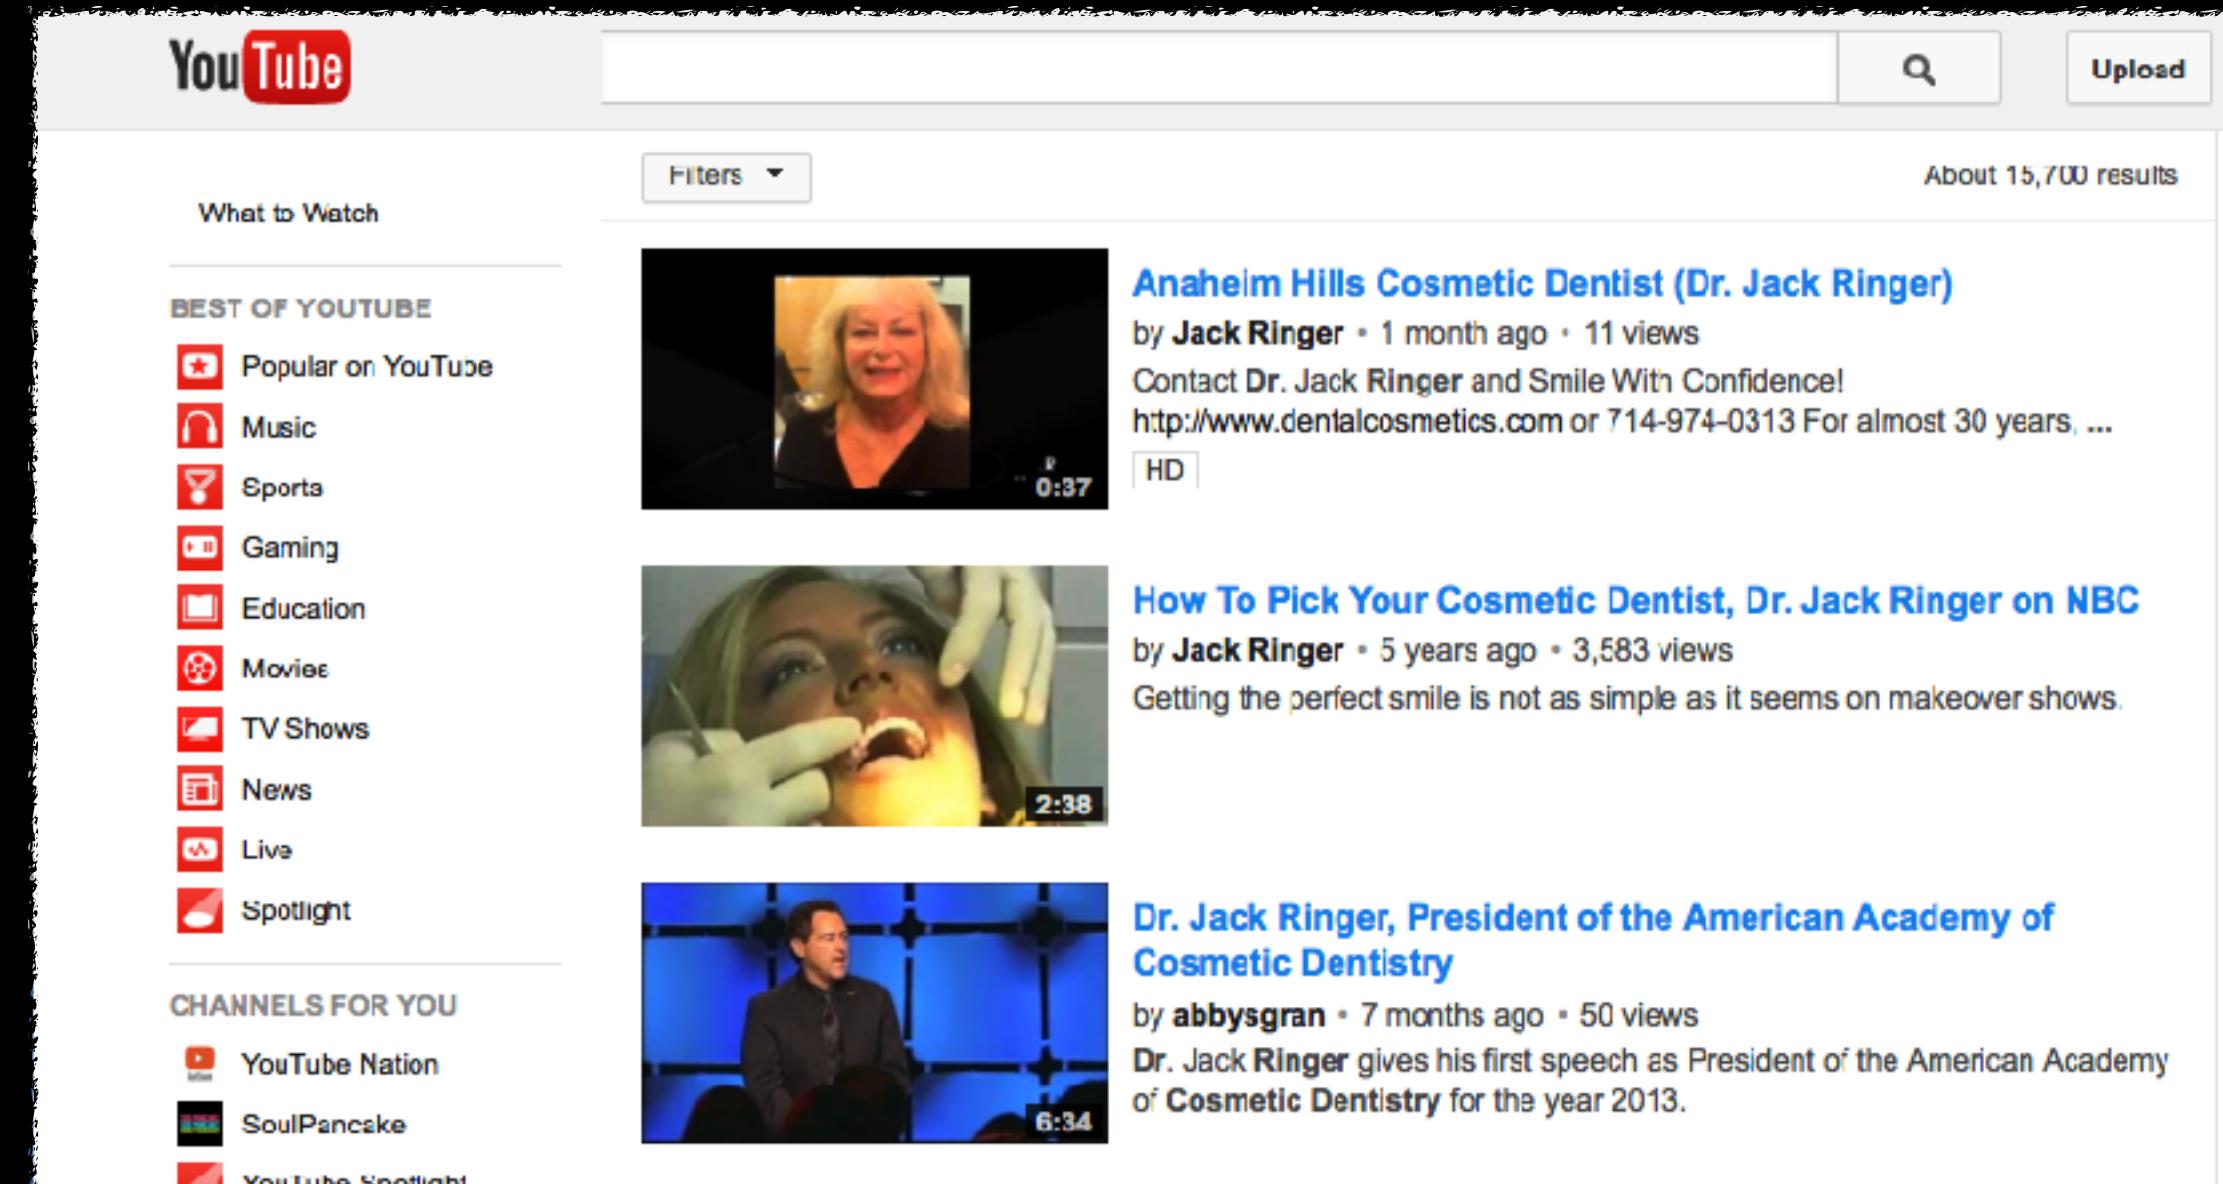 YouTube
Upload
Filters
About 15,700 results
What to Watch
BEST OF YOUTUBE
Popular on YouTube
Music
Sports
Gaming
Education
Movies
TV Shows
News
Live
Spotlight
CHANNELS FOR YOU
YouTube Nation
SoulPancake
YouTube Spotlight
0:37
Anaheim Hills Cosmetic Dentist (Dr. Jack Ringer)
by Jack Ringer • 1 month ago • 11 views
Contact Dr. Jack Ringer and Smile With Confidence!
http://www.dentalcosmetics.com or 714-974-0313 For almost 30 years, ...
HD
2:38
How To Pick Your Cosmetic Dentist, Dr. Jack Ringer on NBC
by Jack Ringer • 5 years ago • 3,583 views
Getting the perfect smile is not as simple as it seems on makeover shows.
6:34
Dr. Jack Ringer, President of the American Academy of
Cosmetic Dentistry
by abbysgran • 7 months ago • 50 views
Dr. Jack Ringer gives his first speech as President of the American Academy
of Cosmetic Dentistry for the year 2013.